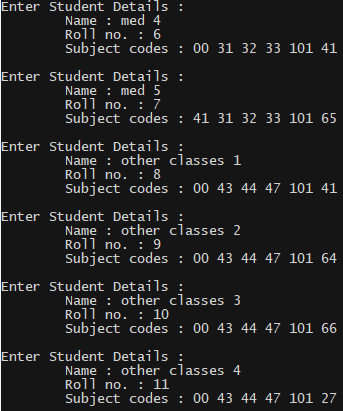 Enter Student Details :
Name : med 4
Roll no. : 6
Subject codes : 00 31 32 33 101 41
Enter Student Details :
Name : med 5
Roll no. : 7
Subject codes : 41 31 32 33 101 65
Enter Student Details :
Name : other classes 1
Roll no. : 8
Subject codes : 00 43 44 47 101 41
Enter Student Details :
Name : other classes 2
Roll no. : 9
Subject codes : 00 43 44 47 101 64
Enter Student Details :
Name : other classes 3
Roll no. : 10
Subject codes : 00 43 44 47 101 66
Enter Student Details :
Name : other classes 4
Roll no. : 11
Subject codes : 00 43 44 47 101 27